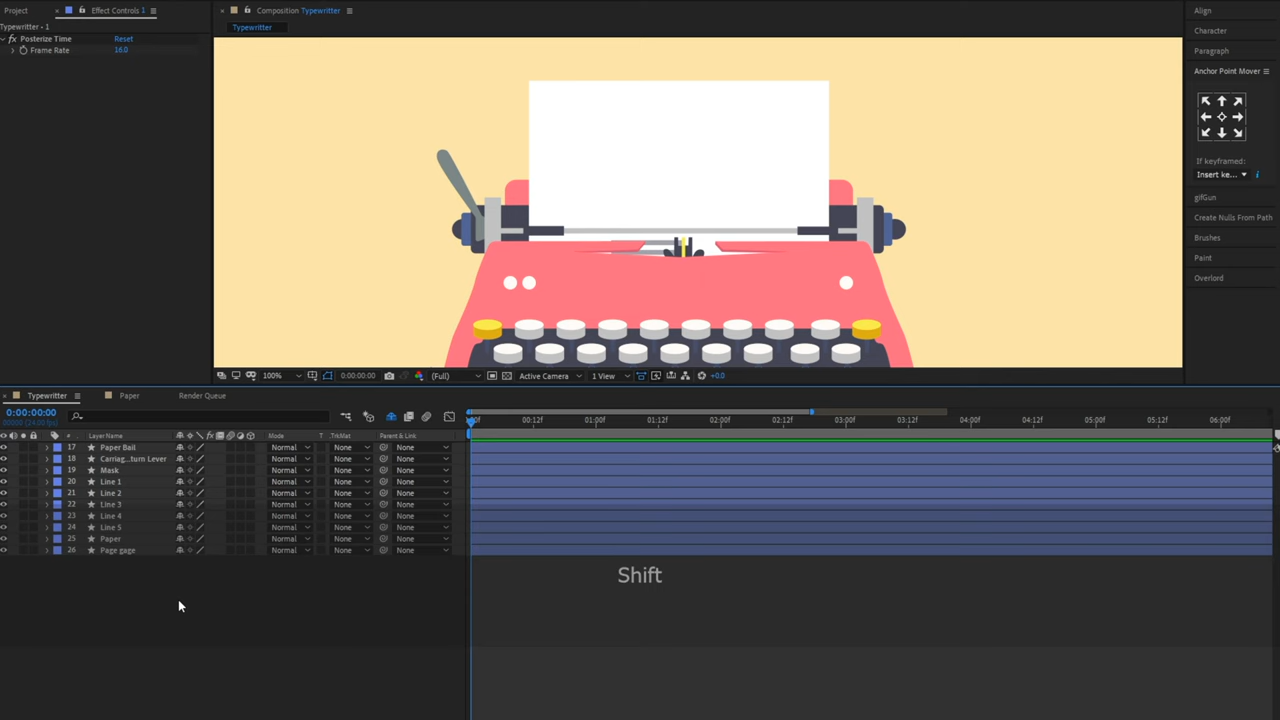 Project
Effect Controls 1
Typewritter • 1
fx Posterize Time Reset
Frame Rate 16.0
Composition Typewritter
Typewritter
100%
0:00:00:00
(Full)
Active Camera
1 View
+0.0
Align
Character
Paragraph
Anchor Point Mover
If keyframed:
Insert ke...
gifGun
Create Nulls From Path
Brushes
Paint
Overlord
Typewritter
Paper
Render Queue
0:00:00:00
00000 (24.00 fps)
00:12f 01:00f 01:12f 02:00f 02:12f 03:00f 03:12f 04:00f 04:12f 05:00f 05:12f 06:00f
# Layer Name fx Mode T .TrkMat Parent & Link
17 Paper Bail Normal None None
18 Carriag...turn Lever Normal None None
19 Mask Normal None None
20 Line 1 Normal None None
21 Line 2 Normal None None
22 Line 3 Normal None None
23 Line 4 Normal None None
24 Line 5 Normal None None
25 Paper Normal None None
26 Page gage Normal None None
Shift